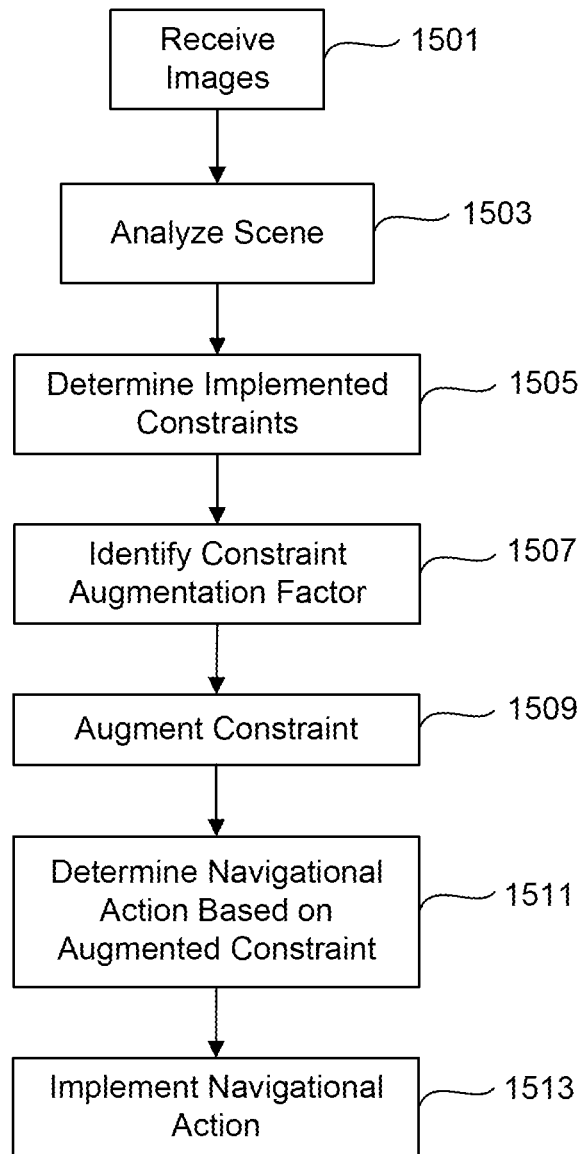 Receive
Images
1501
Analyze Scene
1503
Determine Implemented
Constraints
1505
Identify Constraint
Augmentation Factor
1507
Augment Constraint
1509
Determine Navigational
Action Based on
Augmented Constraint
1511
Implement Navigational
Action
1513